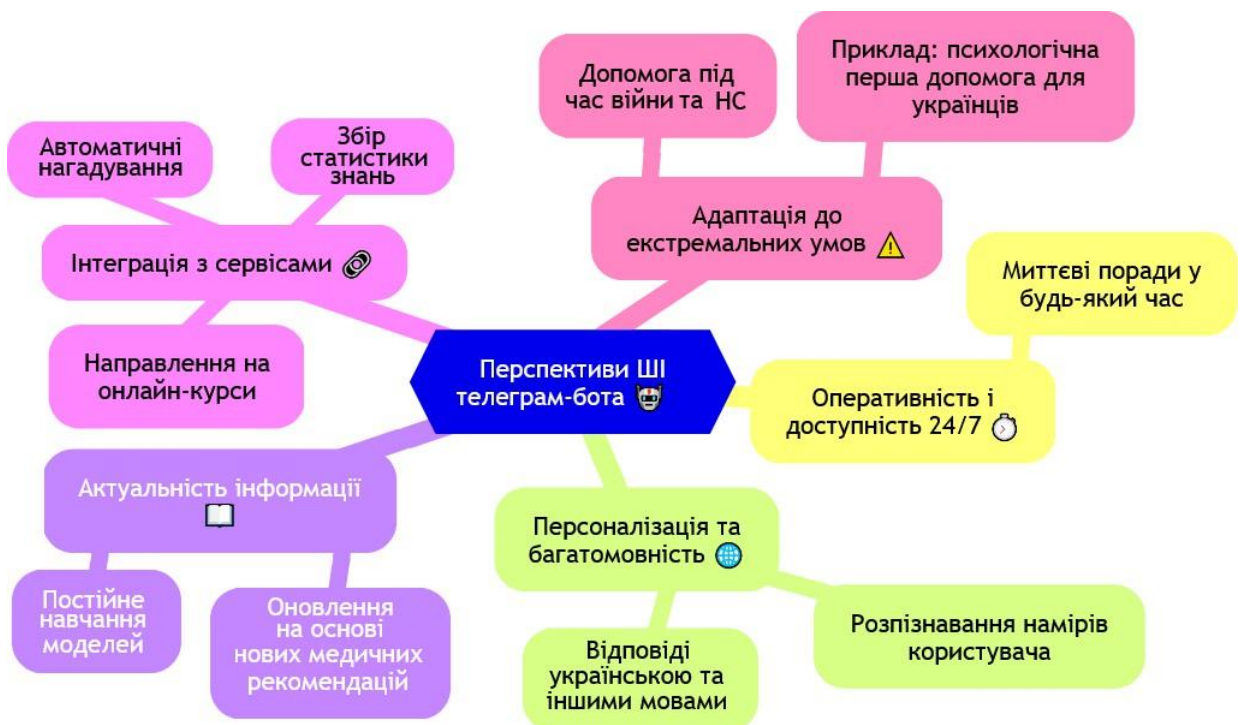 Допомога під
час війни та НС
Приклад: психологічна
перша допомога для
українців
Адаптація до
екстремальних умов ⚠
Автоматичні
нагадування
Збір
статистики
знань
Інтеграція з сервісами 🔗
Направлення на
онлайн-курси
Перспективи ШІ
телеграм-бота 🤖
Миттєві поради у
будь-який час
Оперативність і
доступність 24/7 ⏱
Актуальність інформації
📖
Постійне
навчання
моделей
Оновлення
на основі
нових медичних
рекомендацій
Персоналізація та
багатомовність 🌐
Відповіді
українською та
іншими мовами
Розпізнавання намірів
користувача